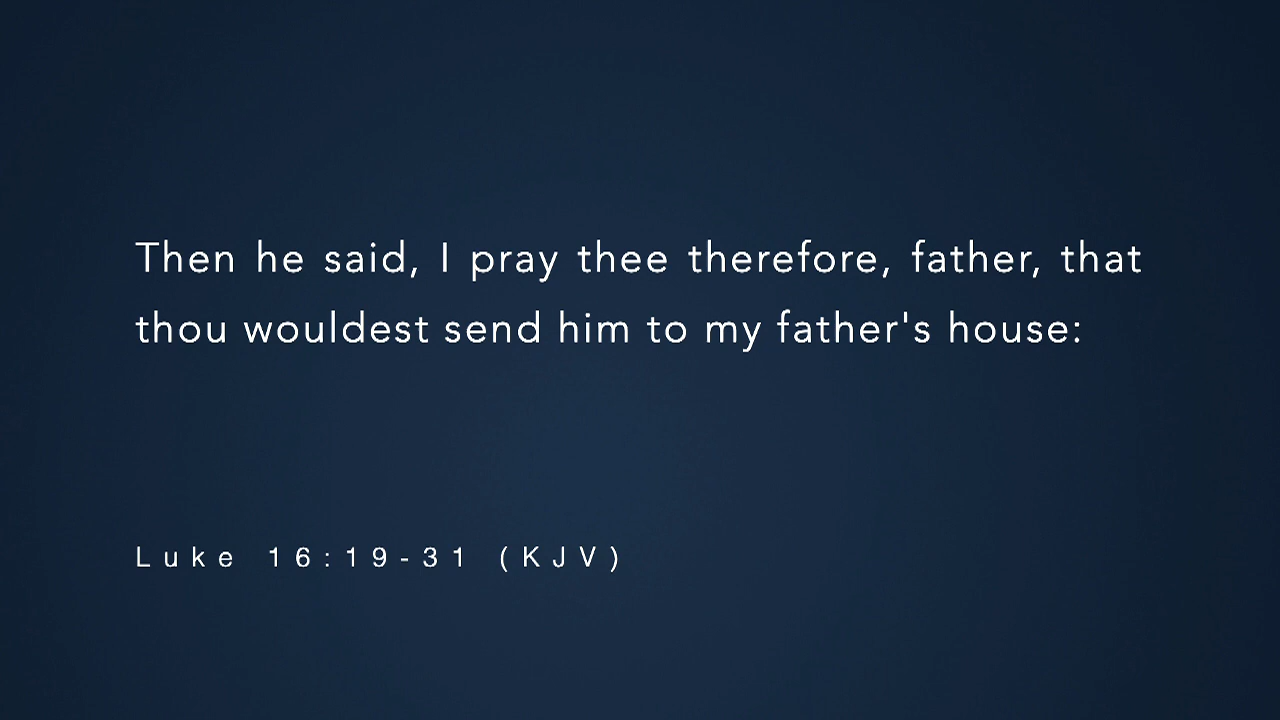 Then he said, I pray thee therefore, father, that
thou wouldest send him to my father's house:
Luke 16:19-31 (KJV)